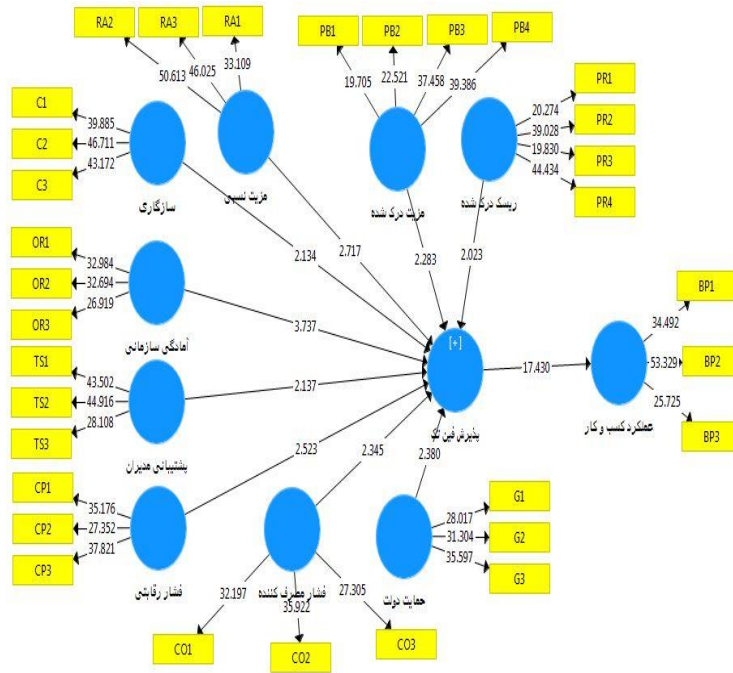 RA2
RA3
RA1
50.613
46.025
33.109
مزیت نسبی
PB1
PB2
PB3
PB4
19.705
22.521
37.458
39.386
مزیت درک شده
PR1
PR2
PR3
PR4
20.274
39.028
19.830
44.434
ریسک درک شده
C1
C2
C3
39.885
46.711
43.172
سازگاری
2.134
2.717
2.283
2.023
OR1
OR2
OR3
32.984
32.694
26.919
آمادگی سازمانی
3.737
TS1
TS2
TS3
43.502
44.916
28.108
پشتیبانی مدیران
2.137
[+]
پذیرش فین تک
17.430
BP1
BP2
BP3
34.492
53.329
25.725
عملکرد کسب و کار
CP1
CP2
CP3
35.176
27.352
37.821
فشار رقابتی
2.523
2.345
2.380
G1
G2
G3
28.017
31.304
35.597
حمایت دولت
فشار مصرف کننده
32.197
35.922
27.305
CO1
CO2
CO3